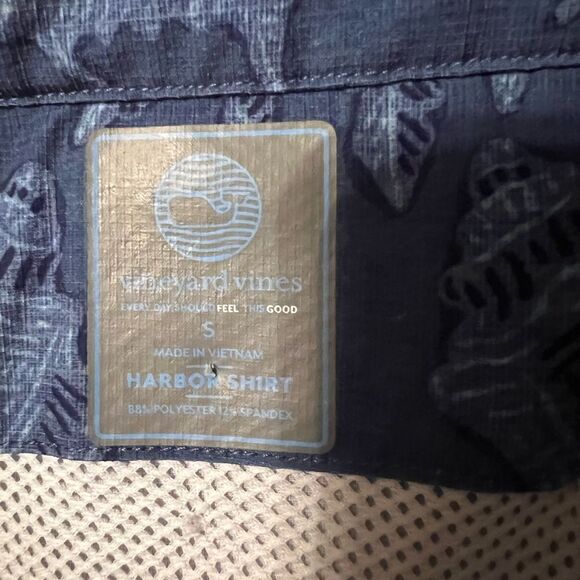 vineyard vines
EVERY DAY SHOULD FEEL THIS GOOD
S
MADE IN VIETNAM
HARBOR SHIRT
88% POLYESTER 12% SPANDEX